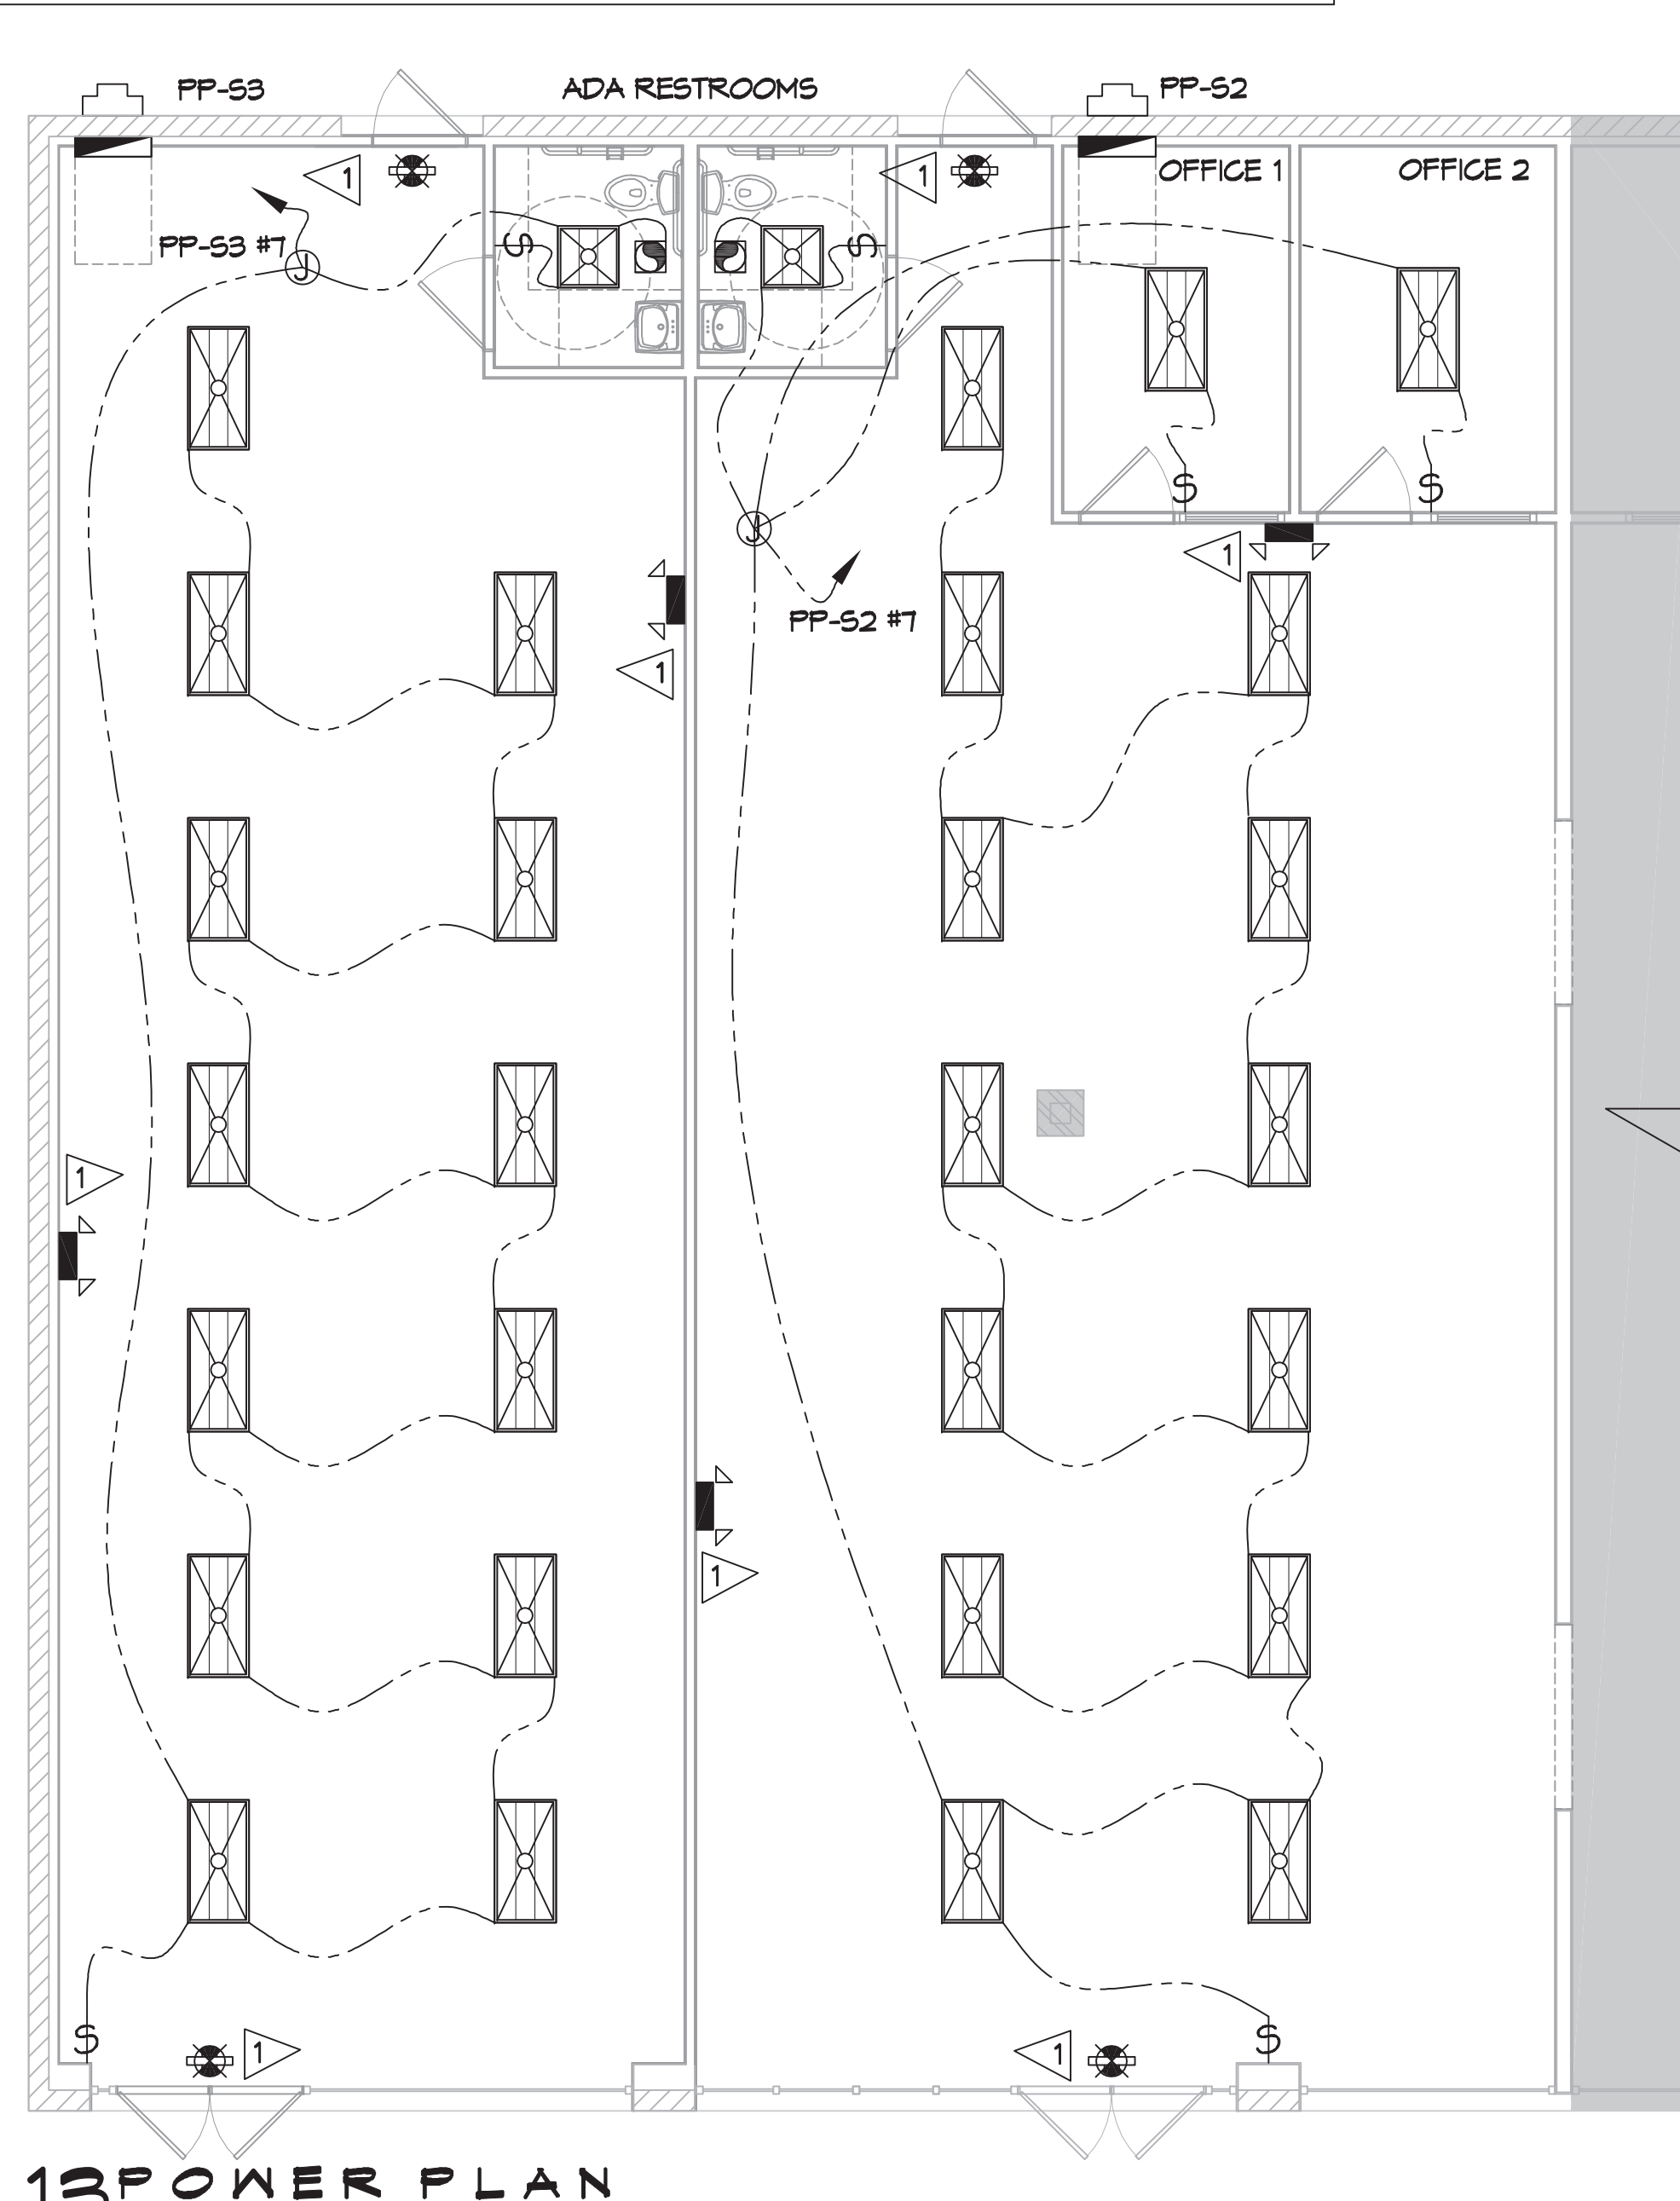 PP-S3
ADA RESTROOMS
PP-S2
1
1
OFFICE 1
OFFICE 2
PP-S3 #7
J
S
S
S
S
J
1
PP-S2 #7
1
1
1
S
S
1
1
13 POWER PLAN